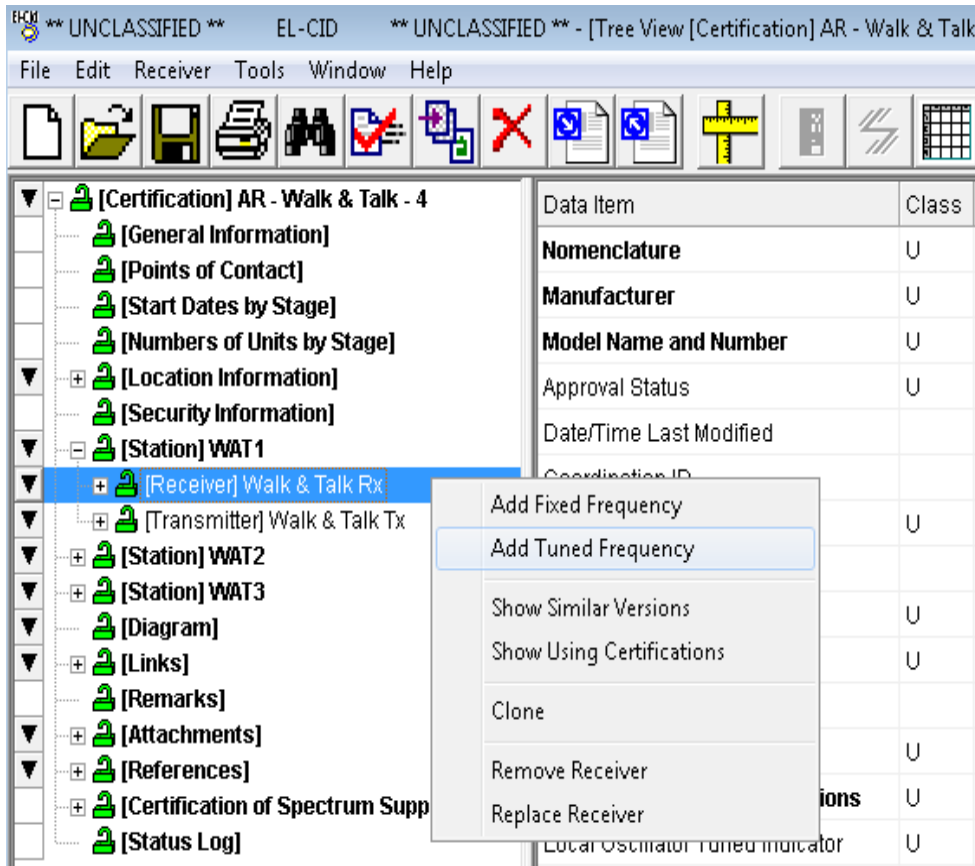 EL-CID ** UNCLASSIFIED ** EL-CID ** UNCLASSIFIED ** - [Tree View [Certification] AR - Walk & Talk
File Edit Receiver Tools Window Help
[Certification] AR - Walk & Talk - 4
[General Information]
[Points of Contact]
[Start Dates by Stage]
[Numbers of Units by Stage]
[Location Information]
[Security Information]
[Station] WAT1
[Receiver] Walk & Talk Rx
[Transmitter] Walk & Talk Tx
[Station] WAT2
[Station] WAT3
[Diagram]
[Links]
[Remarks]
[Attachments]
[References]
[Certification of Spectrum Supp
[Status Log]
Data Item Class
Nomenclature U
Manufacturer U
Model Name and Number U
Approval Status U
Date/Time Last Modified
Coordination ID
U
U
U
U
ions U
Local Oscillator Tuned Indicator U
Add Fixed Frequency
Add Tuned Frequency
Show Similar Versions
Show Using Certifications
Clone
Remove Receiver
Replace Receiver